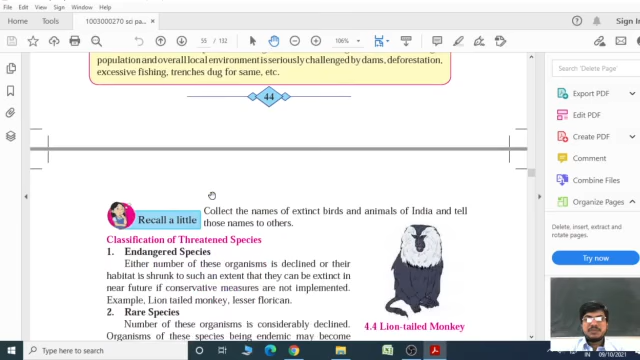 Home
Tools
1003000270 sci pa...
Sign In
55 / 132
106%
population and overall local environment is seriously challenged by dams, deforestation,
excessive fishing, trenches dug for same, etc.
44
Recall a little
Collect the names of extinct birds and animals of India and tell
those names to others.
Classification of Threatened Species
1. Endangered Species
Either number of these organisms is declined or their
habitat is shrunk to such an extent that they can be extinct in
near future if conservative measures are not implemented.
Example, Lion tailed monkey, lesser florican.
2. Rare Species
Number of these organisms is considerably declined.
Organisms of these species being endemic may become
4.4 Lion-tailed Monkey
Search 'Delete Page'
Export PDF
Edit PDF
Create PDF
Comment
Combine Files
Organize Pages
Delete, insert, extract and
rotate pages.
Try now
Type here to search
IN
09/10/2021